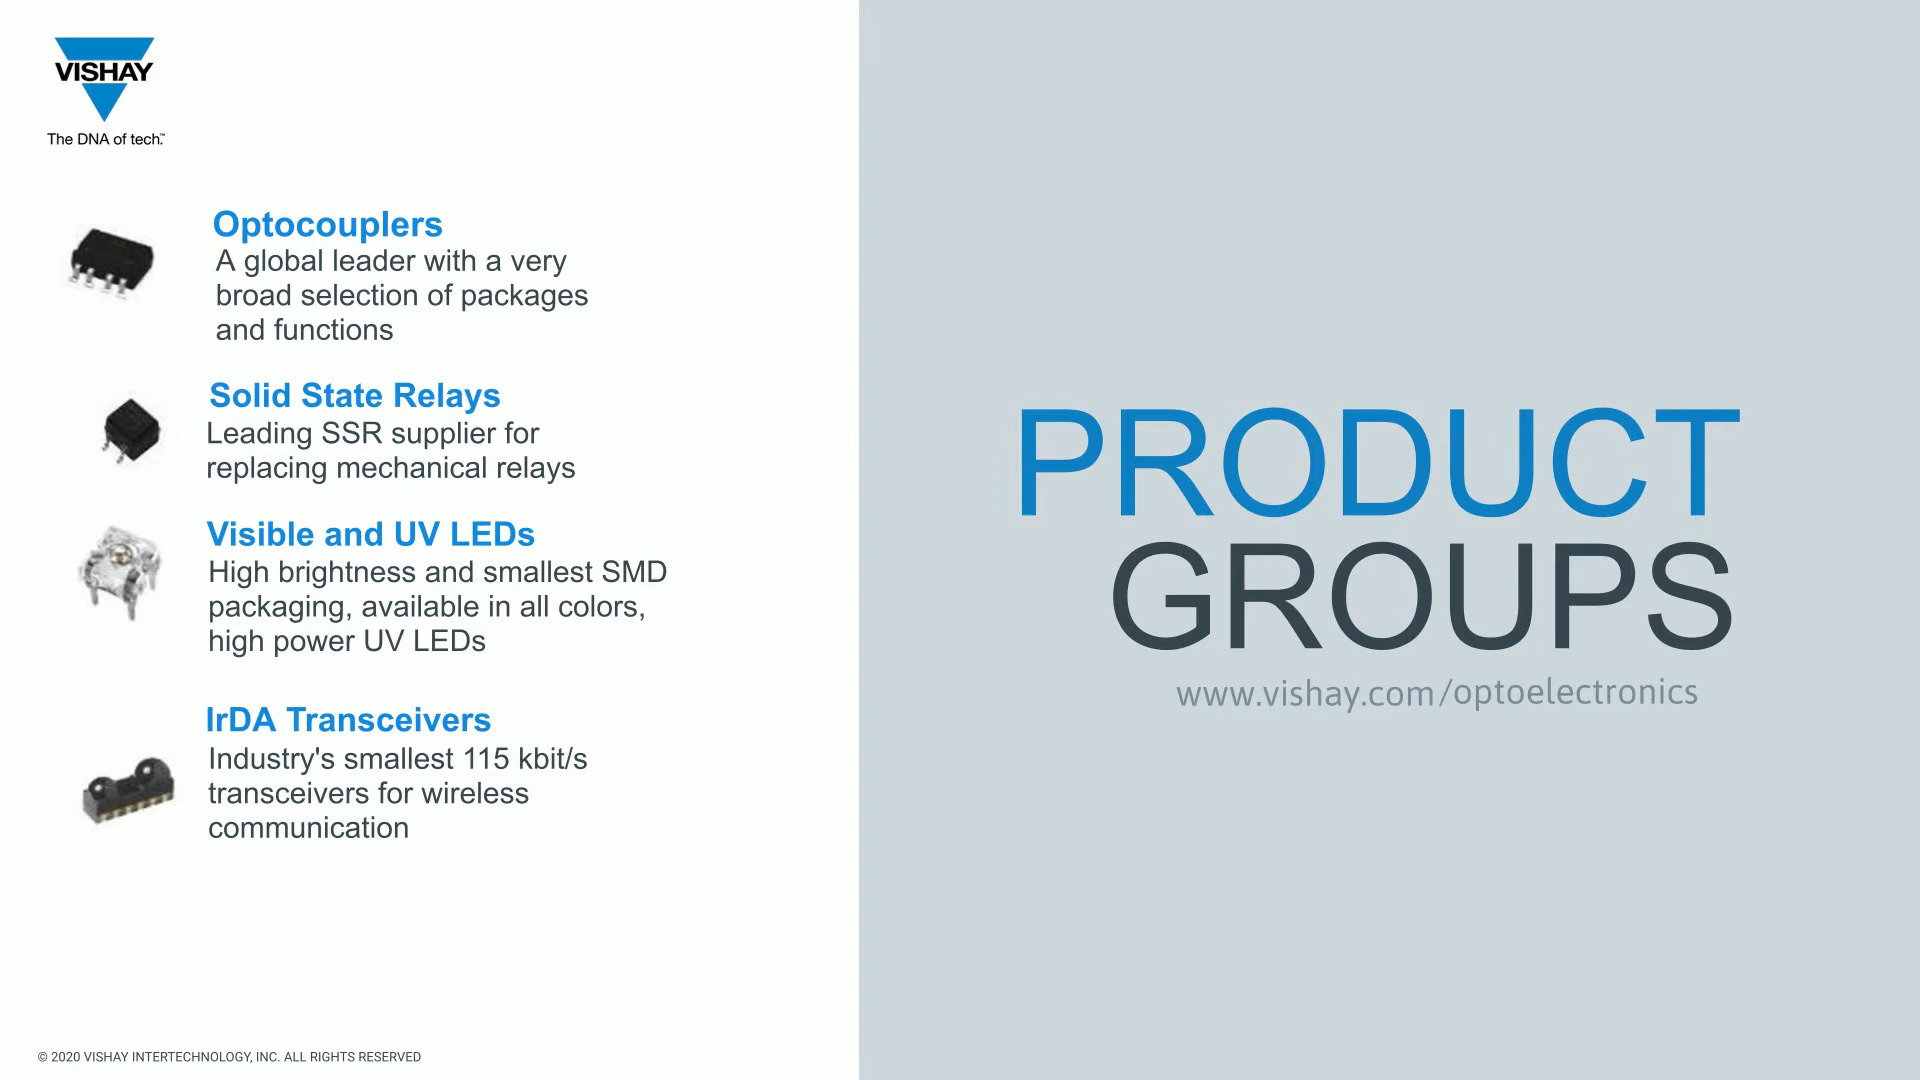 VISHAY
The DNA of tech.™
Optocouplers
A global leader with a very
broad selection of packages
and functions
Solid State Relays
Leading SSR supplier for
replacing mechanical relays
Visible and UV LEDs
High brightness and smallest SMD
packaging, available in all colors,
high power UV LEDs
IrDA Transceivers
Industry's smallest 115 kbit/s
transceivers for wireless
communication
© 2020 VISHAY INTERTECHNOLOGY, INC. ALL RIGHTS RESERVED
PRODUCT
GROUPS
www.vishay.com/optoelectronics